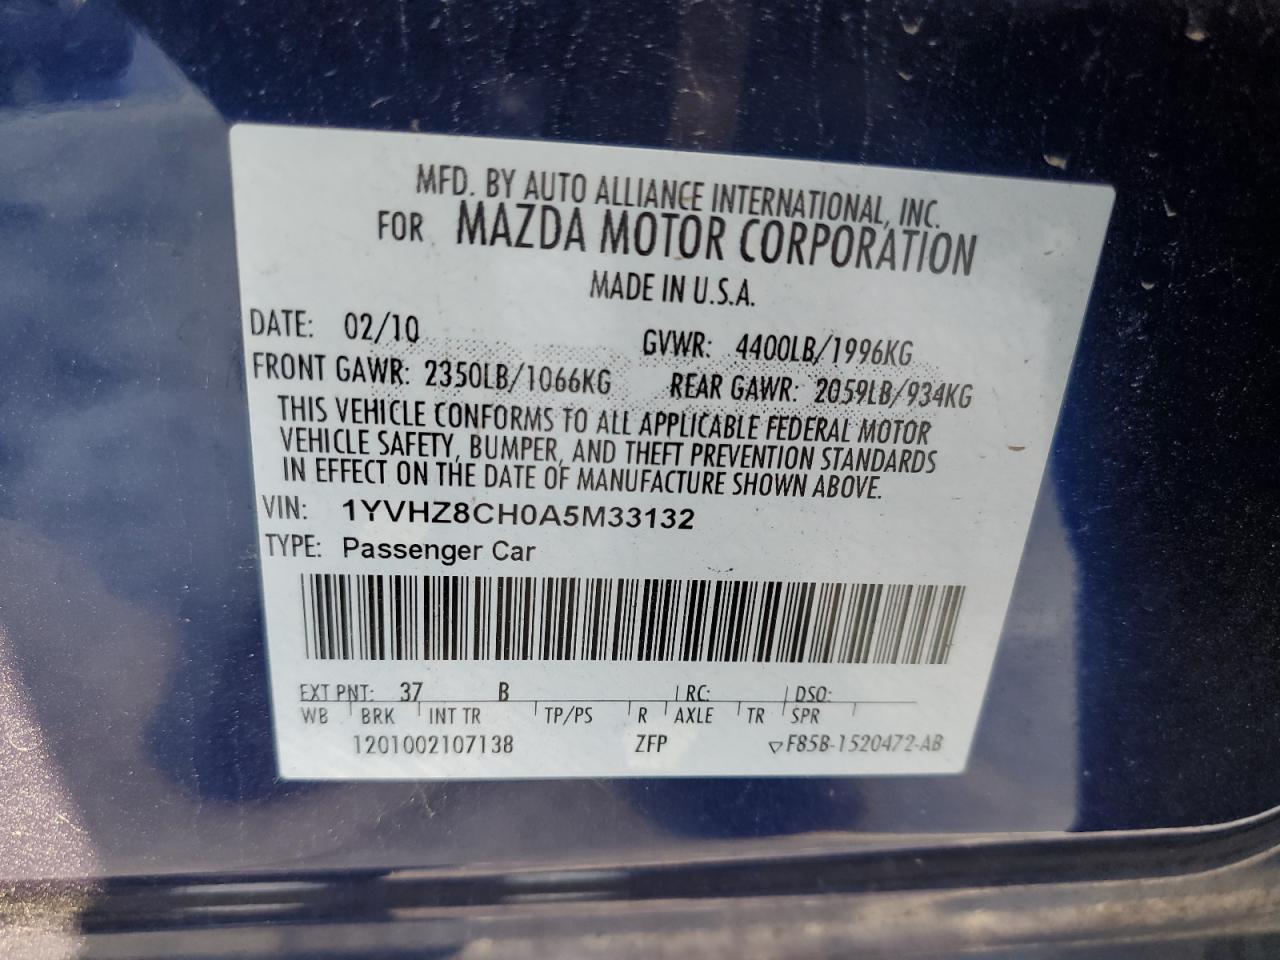 MFD. BY AUTO ALLIANCE INTERNATIONAL, INC.
FOR MAZDA MOTOR CORPORATION
MADE IN U.S.A.
DATE: 02/10 GVWR: 4400LB/1996KG
FRONT GAWR: 2350LB/1066KG REAR GAWR: 2059LB/934KG
THIS VEHICLE CONFORMS TO ALL APPLICABLE FEDERAL MOTOR
VEHICLE SAFETY, BUMPER, AND THEFT PREVENTION STANDARDS
IN EFFECT ON THE DATE OF MANUFACTURE SHOWN ABOVE.
VIN: 1YVHZ8CH0A5M33132
TYPE: Passenger Car
EXT PNT: 37 B RC: DSO:
WB BRK INT TR TP/PS R AXLE TR SPR
1201002107138 ZFP ▽F85B-1520472-AB